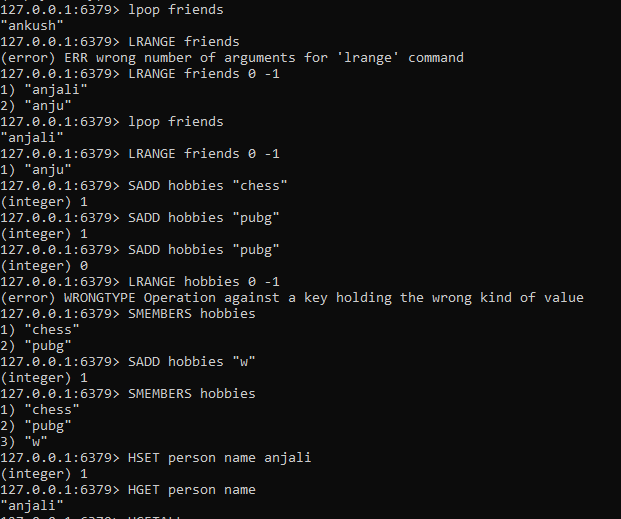 127.0.0.1:6379> lpop friends
"ankush"
127.0.0.1:6379> LRANGE friends
(error) ERR wrong number of arguments for 'lrange' command
127.0.0.1:6379> LRANGE friends 0 -1
1) "anjali"
2) "anju"
127.0.0.1:6379> lpop friends
"anjali"
127.0.0.1:6379> LRANGE friends 0 -1
1) "anju"
127.0.0.1:6379> SADD hobbies "chess"
(integer) 1
127.0.0.1:6379> SADD hobbies "pubg"
(integer) 1
127.0.0.1:6379> SADD hobbies "pubg"
(integer) 0
127.0.0.1:6379> LRANGE hobbies 0 -1
(error) WRONGTYPE Operation against a key holding the wrong kind of value
127.0.0.1:6379> SMEMBERS hobbies
1) "chess"
2) "pubg"
127.0.0.1:6379> SADD hobbies "w"
(integer) 1
127.0.0.1:6379> SMEMBERS hobbies
1) "chess"
2) "pubg"
3) "w"
127.0.0.1:6379> HSET person name anjali
(integer) 1
127.0.0.1:6379> HGET person name
"anjali"
127.0.0.1:6379>